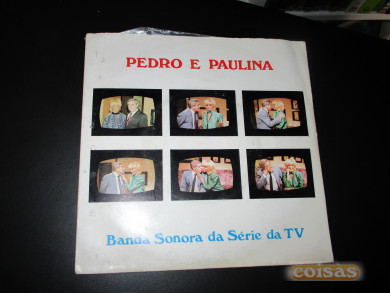 PEDRO E PAULINA
Banda Sonora da Série da TV
coisas